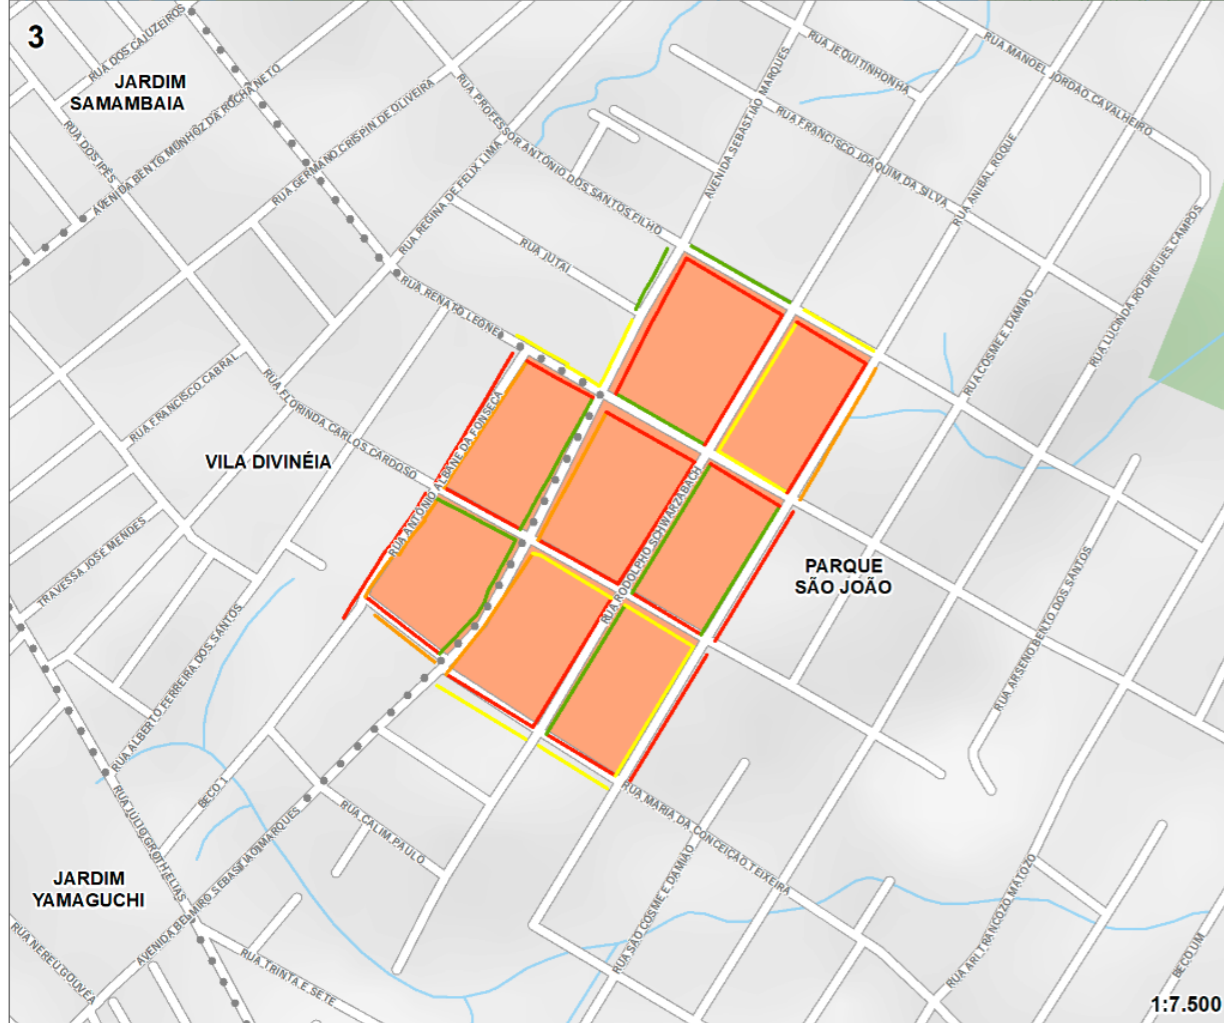 3
RUA DOS CAJUZEIROS
JARDIM
SAMAMBAIA
RUA DOS IPÊS
AVENIDA BENTO MUNHOZ DA ROCHA NETO
RUA GERMANO CRISPIN DE OLIVEIRA
RUA PROFESSOR ANTÔNIO DOS SANTOS FILHO
AVENIDA SEBASTIÃO MARQUES
RUA JEQUITINHONHA
RUA MANOEL JORDÃO CAVALHEIRO
RUA FRANCISCO JOAQUIM DA SILVA
RUA ANIBAL ROQUE
RUA REGINA DE FELIX LIMA
RUA JUTAI
RUA RENATO LEONE
RUA COSME E DAMIÃO
RUA LUCINDA RODRIGUES CAMPOS
RUA FRANCISCO CABRAL
RUA FLORINDA CARLOS CARDOSO
VILA DIVINÉIA
RUA ANTÔNIO ALBANE DA FONSECA
RUA RODOLPHO SCHWARZABACH
PARQUE
SÃO JOÃO
TRAVESSA JOSÉ MENDES
RUA ALBERTO FERREIRA DOS SANTOS
RUA ARSENO BENTO DOS SANTOS
BECO 1
RUA JÚLIO GROTHELIAS
RUA CALIM PAULO
RUA MARIA DA CONCEIÇÃO TEIXEIRA
JARDIM
YAMAGUCHI
AVENIDA BELMIRO SEBASTIÃO MARQUES
RUA SÃO COSME E DAMIÃO
RUA ARI FRANCOZO MATOZO
BECO UM
RUA NEREU GOUVÊA
RUA TRINTA E SETE
1:7.500